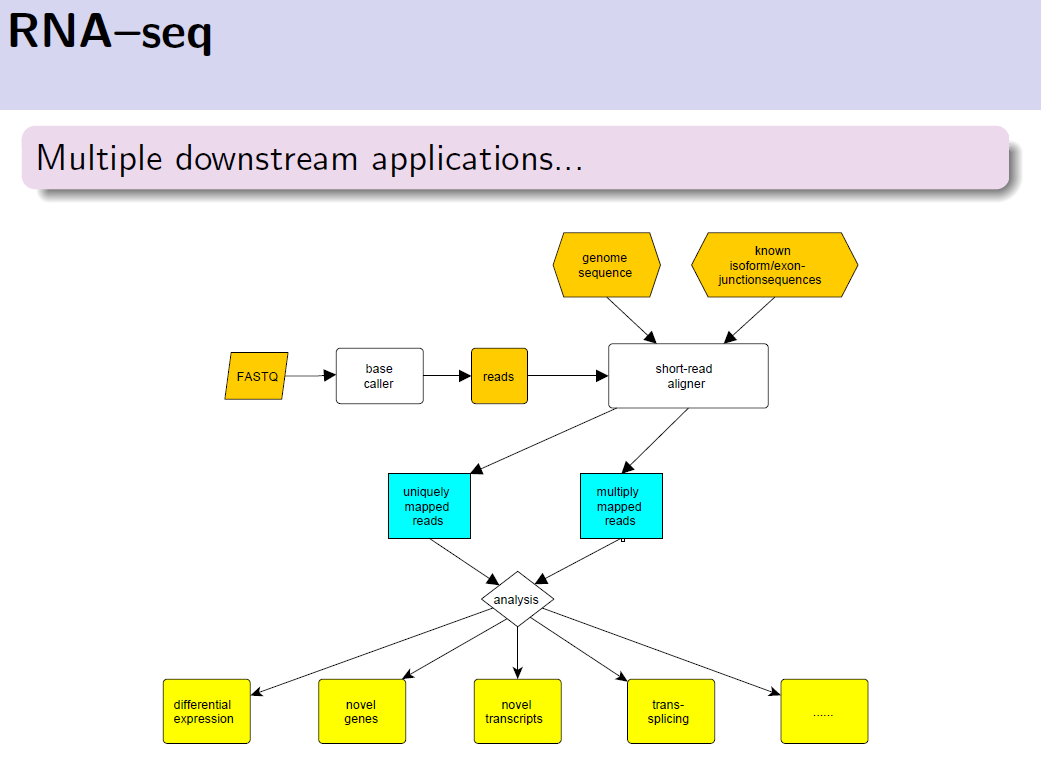 RNA–seq
Multiple downstream applications...
genome
sequence
known
isoform/exon-
junctionsequences
FASTQ
base
caller
reads
short-read
aligner
uniquely
mapped
reads
multiply
mapped
reads
analysis
differential
expression
novel
genes
novel
transcripts
trans-
splicing
......